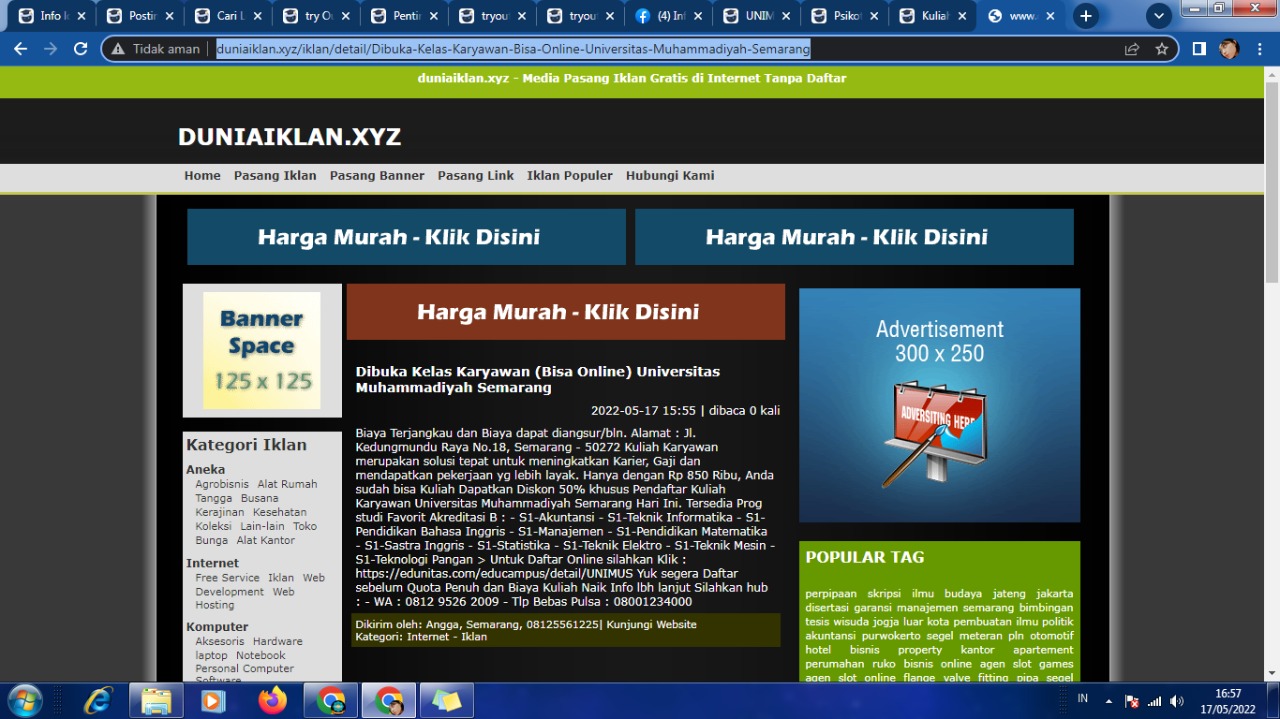 Info l
Postir
Cari L
try Ou
Pentir
tryout
tryout
(4) Inf
UNIM
Psikot
Kuliah
www.
Tidak aman
duniaiklan.xyz/iklan/detail/Dibuka-Kelas-Karyawan-Bisa-Online-Universitas-Muhammadiyah-Semarang
duniaiklan.xyz - Media Pasang Iklan Gratis di Internet Tanpa Daftar
DUNIAIKLAN.XYZ
Home Pasang Iklan Pasang Banner Pasang Link Iklan Populer Hubungi Kami
Harga Murah - Klik Disini
Harga Murah - Klik Disini
Banner
Space
125 x 125
Kategori Iklan
Aneka
Agrobisnis Alat Rumah
Tangga Busana
Kerajinan Kesehatan
Koleksi Lain-lain Toko
Bunga Alat Kantor
Internet
Free Service Iklan Web
Development Web
Hosting
Komputer
Aksesoris Hardware
laptop Notebook
Personal Computer
Software
Harga Murah - Klik Disini
Dibuka Kelas Karyawan (Bisa Online) Universitas
Muhammadiyah Semarang
2022-05-17 15:55 | dibaca 0 kali
Biaya Terjangkau dan Biaya dapat diangsur/bln. Alamat : Jl.
Kedungmundu Raya No.18, Semarang - 50272 Kuliah Karyawan
merupakan solusi tepat untuk meningkatkan Karier, Gaji dan
mendapatkan pekerjaan yg lebih layak. Hanya dengan Rp 850 Ribu, Anda
sudah bisa Kuliah Dapatkan Diskon 50% khusus Pendaftar Kuliah
Karyawan Universitas Muhammadiyah Semarang Hari Ini. Tersedia Prog
studi Favorit Akreditasi B : - S1-Akuntansi - S1-Teknik Informatika - S1-
Pendidikan Bahasa Inggris - S1-Manajemen - S1-Pendidikan Matematika
- S1-Sastra Inggris - S1-Statistika - S1-Teknik Elektro - S1-Teknik Mesin -
S1-Teknologi Pangan > Untuk Daftar Online silahkan Klik :
https://edunitas.com/educampus/detail/UNIMUS Yuk segera Daftar
sebelum Quota Penuh dan Biaya Kuliah Naik Info lbh lanjut Silahkan hub
: - WA : 0812 9526 2009 - Tlp Bebas Pulsa : 08001234000
Dikirim oleh: Angga, Semarang, 08125561225| Kunjungi Website
Kategori: Internet - Iklan
Advertisement
300 x 250
ADVERSITING HERE
POPULAR TAG
perpipaan skripsi ilmu budaya jateng jakarta
disertasi garansi manajemen semarang bimbingan
tesis wisuda jogja luar kota pembuatan ilmu politik
akuntansi purwokerto segel meteran pln otomotif
hotel bisnis property kantor apartement
perumahan ruko bisnis online agen slot games
agen slot online flange valve fitting pipa segel
IN
16:57
17/05/2022